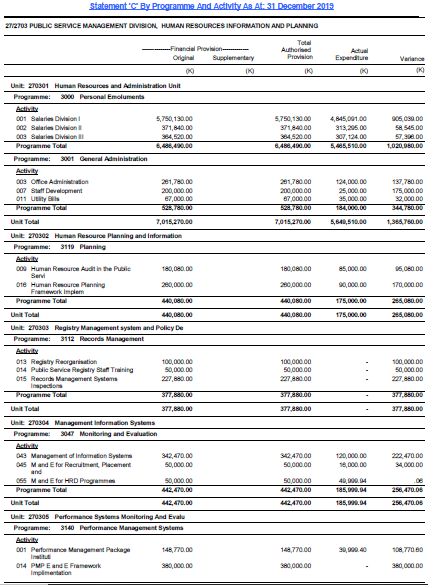 Statement 'C' By Programme And Activity As At: 31 December 2019
27/2703 PUBLIC SERVICE MANAGEMENT DIVISION, HUMAN RESOURCES INFORMATION AND PLANNING
---------------Financial Provision--------------- Total Authorised Provision Actual Expenditure Variance
Original Supplementary
(K) (K) (K) (K) (K)
Unit: 270301 Human Resources and Administration Unit
Programme: 3000 Personal Emoluments
Activity
001 Salaries Division I 5,750,130.00 5,750,130.00 4,845,091.00 905,039.00
002 Salaries Division II 371,840.00 371,840.00 313,295.00 58,545.00
003 Salaries Division III 364,520.00 364,520.00 307,124.00 57,396.00
Programme Total 6,486,490.00 6,486,490.00 5,465,510.00 1,020,980.00
Programme: 3001 General Administration
Activity
003 Office Administration 261,780.00 261,780.00 124,000.00 137,780.00
007 Staff Development 200,000.00 200,000.00 25,000.00 175,000.00
011 Utility Bills 67,000.00 67,000.00 35,000.00 32,000.00
Programme Total 528,780.00 528,780.00 184,000.00 344,780.00
Unit Total 7,015,270.00 7,015,270.00 5,649,510.00 1,365,760.00
Unit: 270302 Human Resource Planning and Information
Programme: 3119 Planning
Activity
009 Human Resource Audit in the Public 180,080.00 180,080.00 85,000.00 95,080.00
Servi
016 Human Resource Planning 260,000.00 260,000.00 90,000.00 170,000.00
Framework Implem
Programme Total 440,080.00 440,080.00 175,000.00 265,080.00
Unit Total 440,080.00 440,080.00 175,000.00 265,080.00
Unit: 270303 Registry Management system and Policy De
Programme: 3112 Records Management
Activity
013 Registry Reorganisation 100,000.00 100,000.00 - 100,000.00
014 Public Service Registry Staff Training 50,000.00 50,000.00 - 50,000.00
015 Records Management Systems 227,880.00 227,880.00 - 227,880.00
Inspections
Programme Total 377,880.00 377,880.00 - 377,880.00
Unit Total 377,880.00 377,880.00 - 377,880.00
Unit: 270304 Management Information Systems
Programme: 3047 Monitoring and Evaluation
Activity
043 Management of Information Systems 342,470.00 342,470.00 120,000.00 222,470.00
045 M and E for Recruitment, Placement 50,000.00 50,000.00 16,000.00 34,000.00
and
055 M and E for HRD Programmes 50,000.00 50,000.00 49,999.94 .06
Programme Total 442,470.00 442,470.00 185,999.94 256,470.06
Unit Total 442,470.00 442,470.00 185,999.94 256,470.06
Unit: 270305 Performance Systems Monitoring And Evalu
Programme: 3140 Performance Management Systems
Activity
001 Performance Management Package 148,770.00 148,770.00 39,999.40 108,770.60
Instituti
014 PMP E and E Framework 380,000.00 380,000.00 - 380,000.00
Implimentation